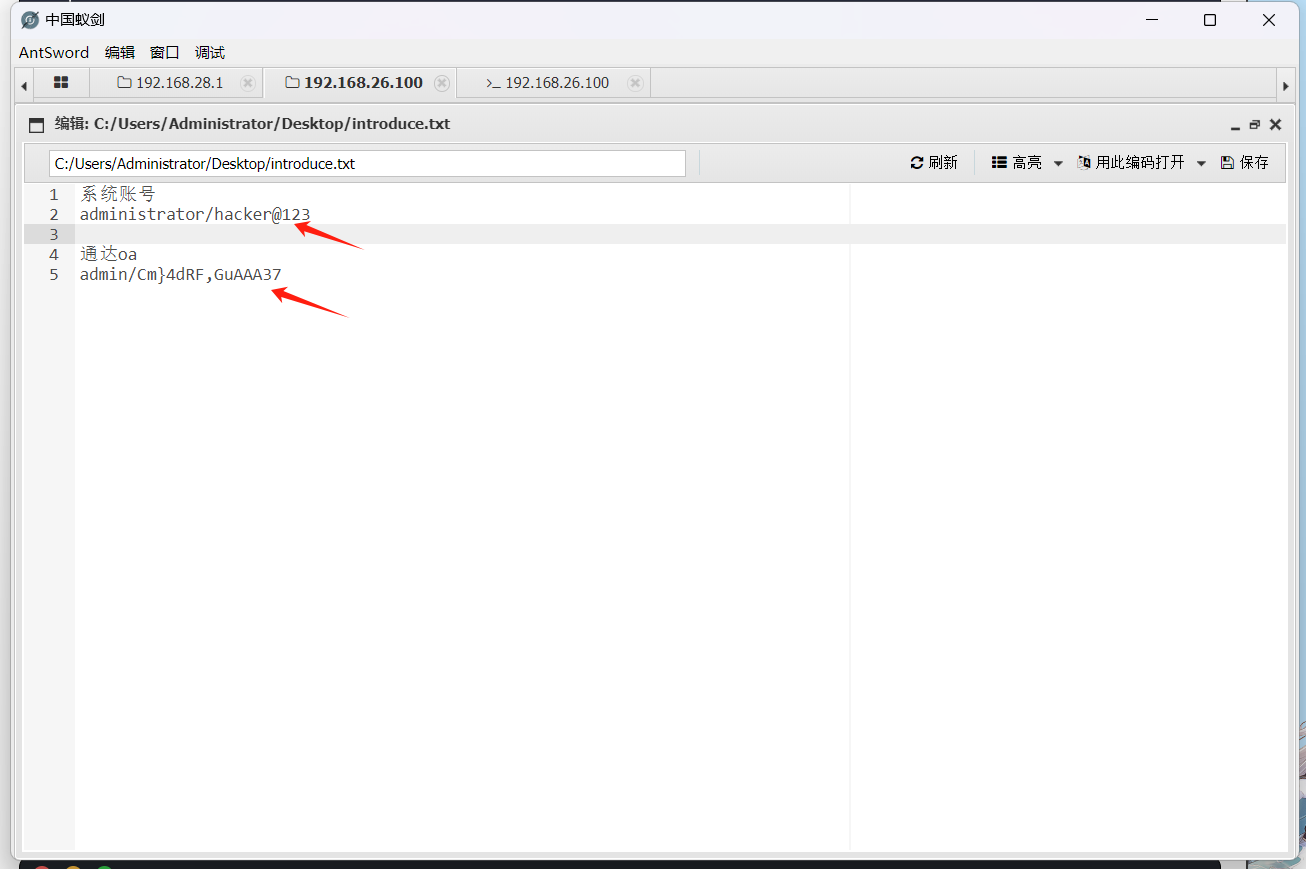 中国蚁剑
AntSword 编辑 窗口 调试
192.168.28.1 192.168.26.100 >_ 192.168.26.100
编辑: C:/Users/Administrator/Desktop/introduce.txt
C:/Users/Administrator/Desktop/introduce.txt 刷新 高亮 用此编码打开 保存
1 系统账号
2 administrator/hacker@123
3
4 通达oa
5 admin/Cm}4dRF,GuAAA37